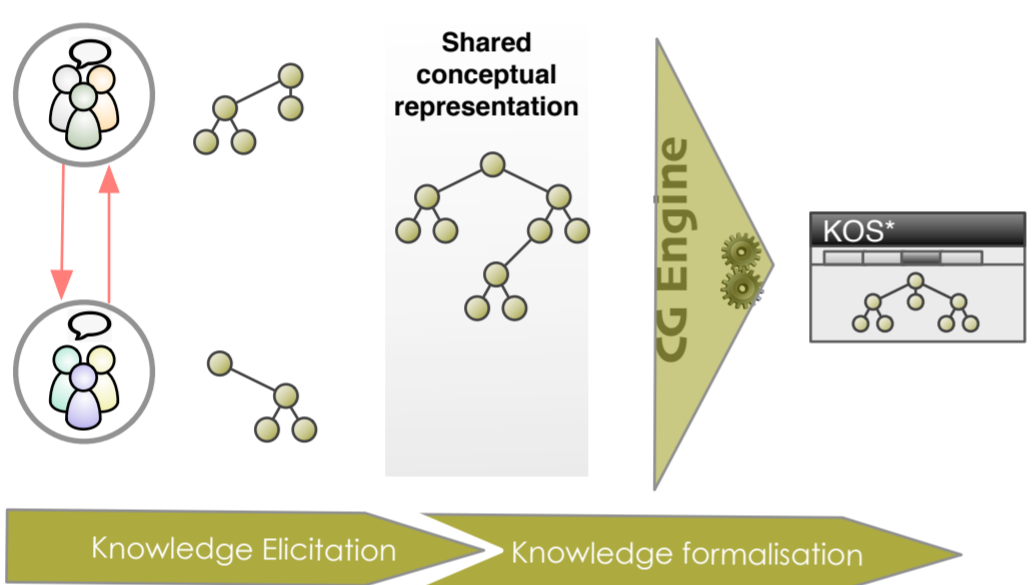 Shared
conceptual
representation
CG Engine
KOS*
Knowledge Elicitation
Knowledge formalisation